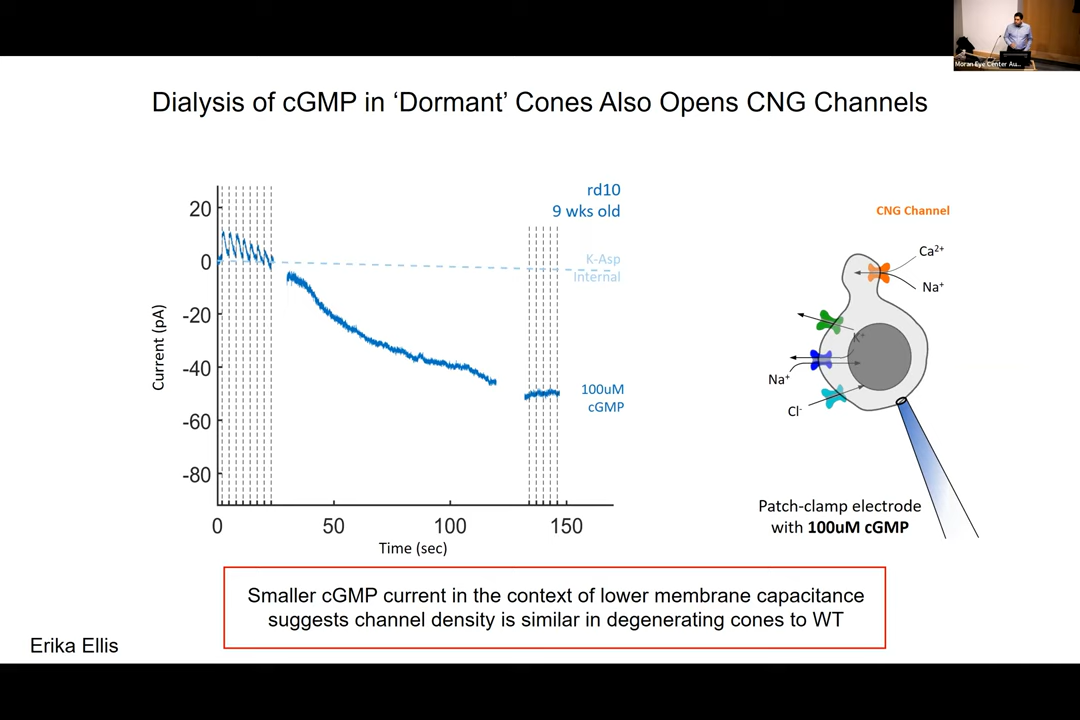 Moran Eye Center Au...
Dialysis of cGMP in ‘Dormant’ Cones Also Opens CNG Channels
rd10
9 wks old
K-Asp
Internal
100uM
cGMP
20
0
-20
-40
-60
-80
Current (pA)
0 50 100 150
Time (sec)
CNG Channel
Ca²⁺
Na⁺
K⁺
Na⁺
Cl⁻
Patch-clamp electrode
with 100uM cGMP
Smaller cGMP current in the context of lower membrane capacitance
suggests channel density is similar in degenerating cones to WT
Erika Ellis